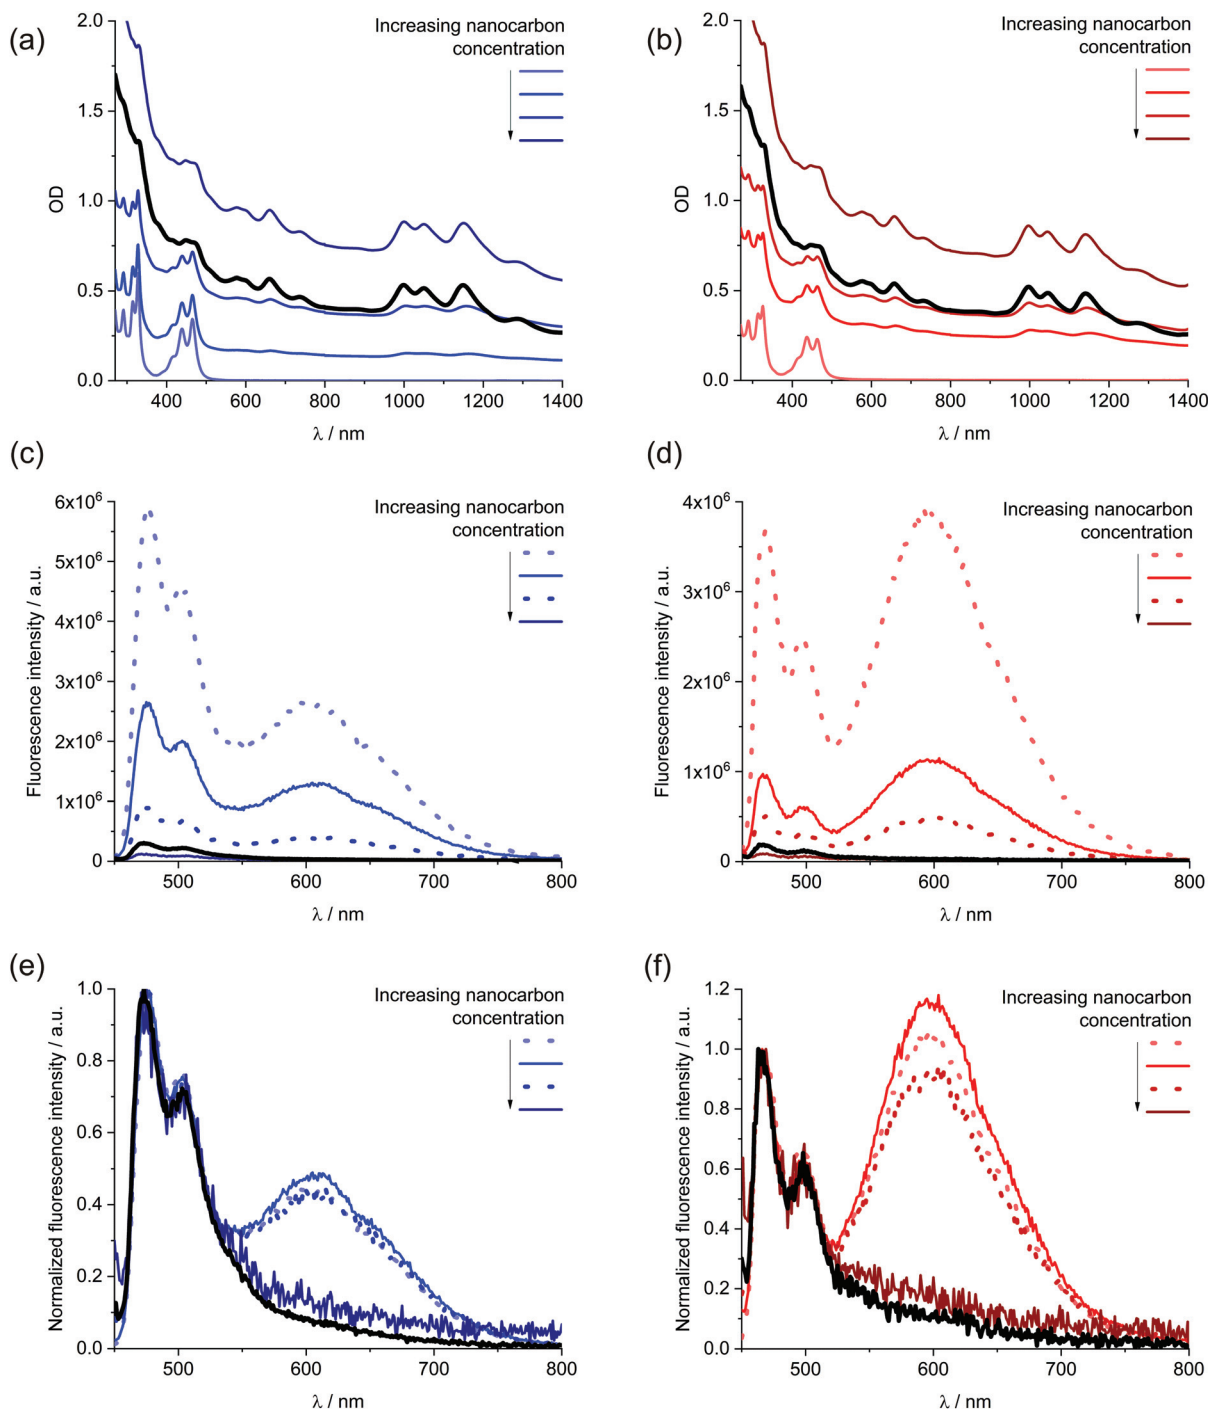 (a)
Increasing nanocarbon
concentration
OD
2.0
1.5
1.0
0.5
0.0
400 600 800 1000 1200 1400
λ / nm
(b)
Increasing nanocarbon
concentration
OD
2.0
1.5
1.0
0.5
0.0
400 600 800 1000 1200 1400
λ / nm
(c)
Increasing nanocarbon
concentration
Fluorescence intensity / a.u.
6x10⁶
5x10⁶
4x10⁶
3x10⁶
2x10⁶
1x10⁶
0
500 600 700 800
λ / nm
(d)
Increasing nanocarbon
concentration
Fluorescence intensity / a.u.
4x10⁶
3x10⁶
2x10⁶
1x10⁶
0
500 600 700 800
λ / nm
(e)
Increasing nanocarbon
concentration
Normalized fluorescence intensity / a.u.
1.0
0.8
0.6
0.4
0.2
0.0
500 600 700 800
λ / nm
(f)
Increasing nanocarbon
concentration
Normalized fluorescence intensity / a.u.
1.2
1.0
0.8
0.6
0.4
0.2
0.0
500 600 700 800
λ / nm